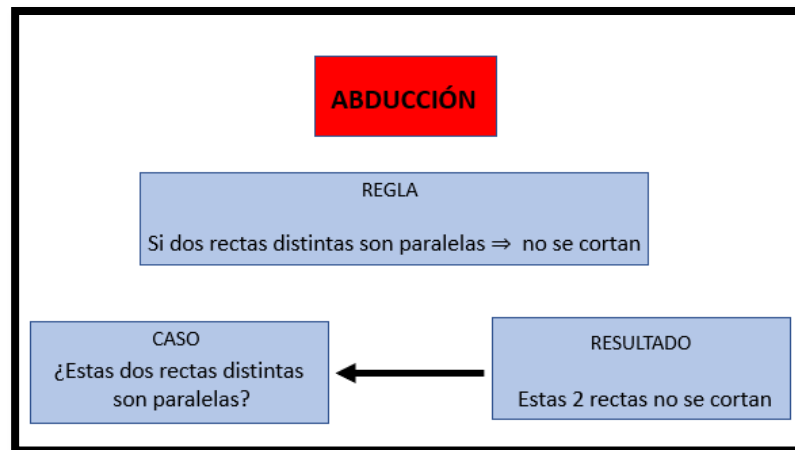 ABDUCCIÓN
REGLA
Si dos rectas distintas son paralelas ⇒ no se cortan
CASO
¿Estas dos rectas distintas
son paralelas?
RESULTADO
Estas 2 rectas no se cortan